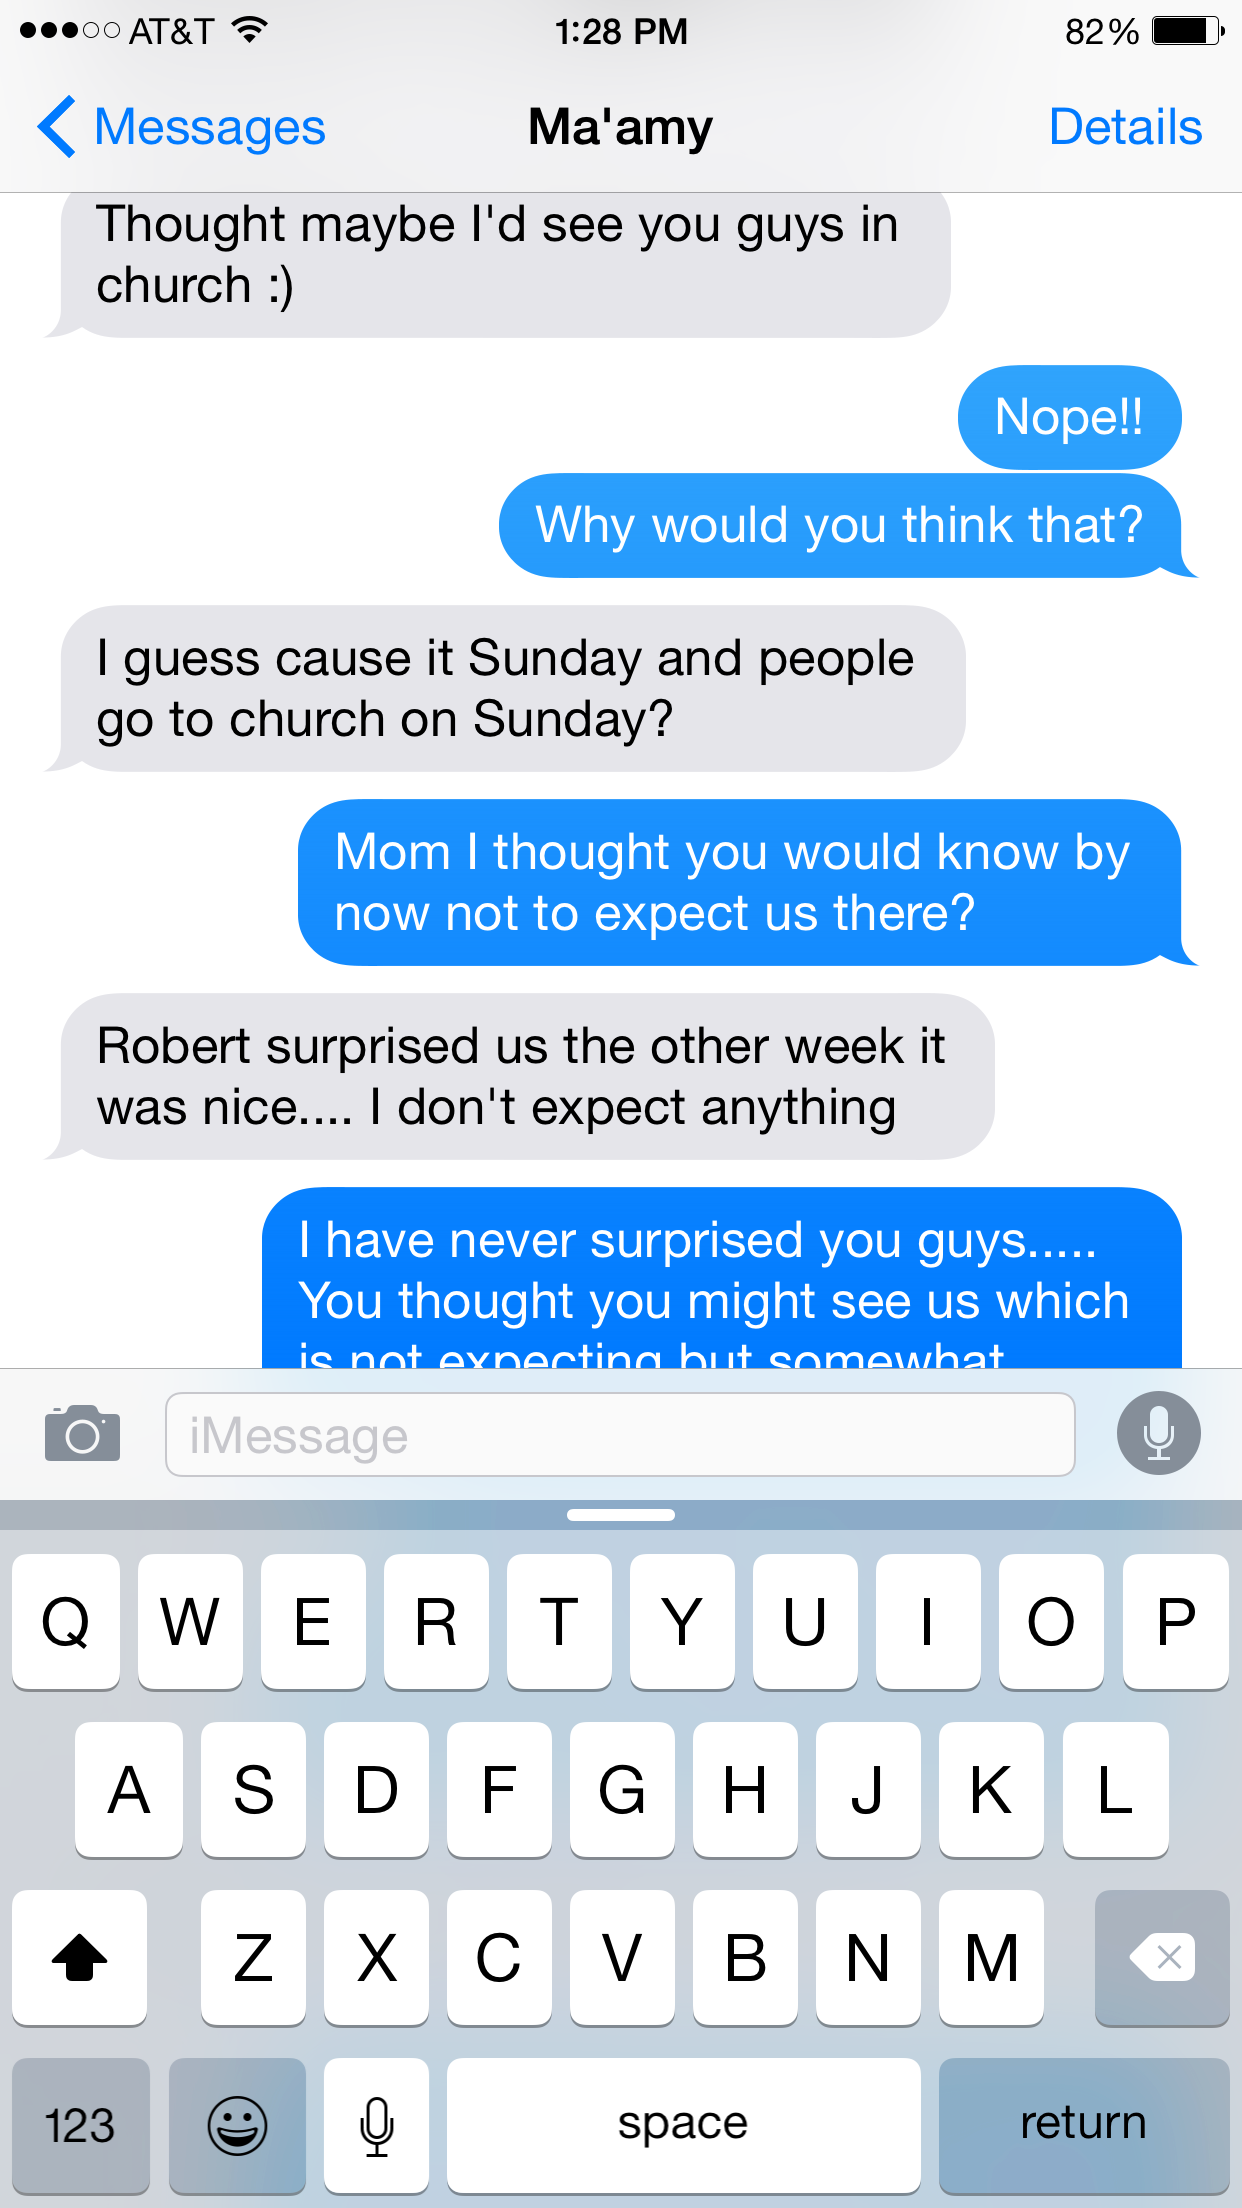 AT&T 1:28 PM 82%
Messages Ma'amy Details
Thought maybe I'd see you guys in
church :)
Nope!!
Why would you think that?
I guess cause it Sunday and people
go to church on Sunday?
Mom I thought you would know by
now not to expect us there?
Robert surprised us the other week it
was nice.... I don't expect anything
I have never surprised you guys.....
You thought you might see us which
is not expecting but somewhat
iMessage
Q W E R T Y U I O P
A S D F G H J K L
Z X C V B N M
123 space return